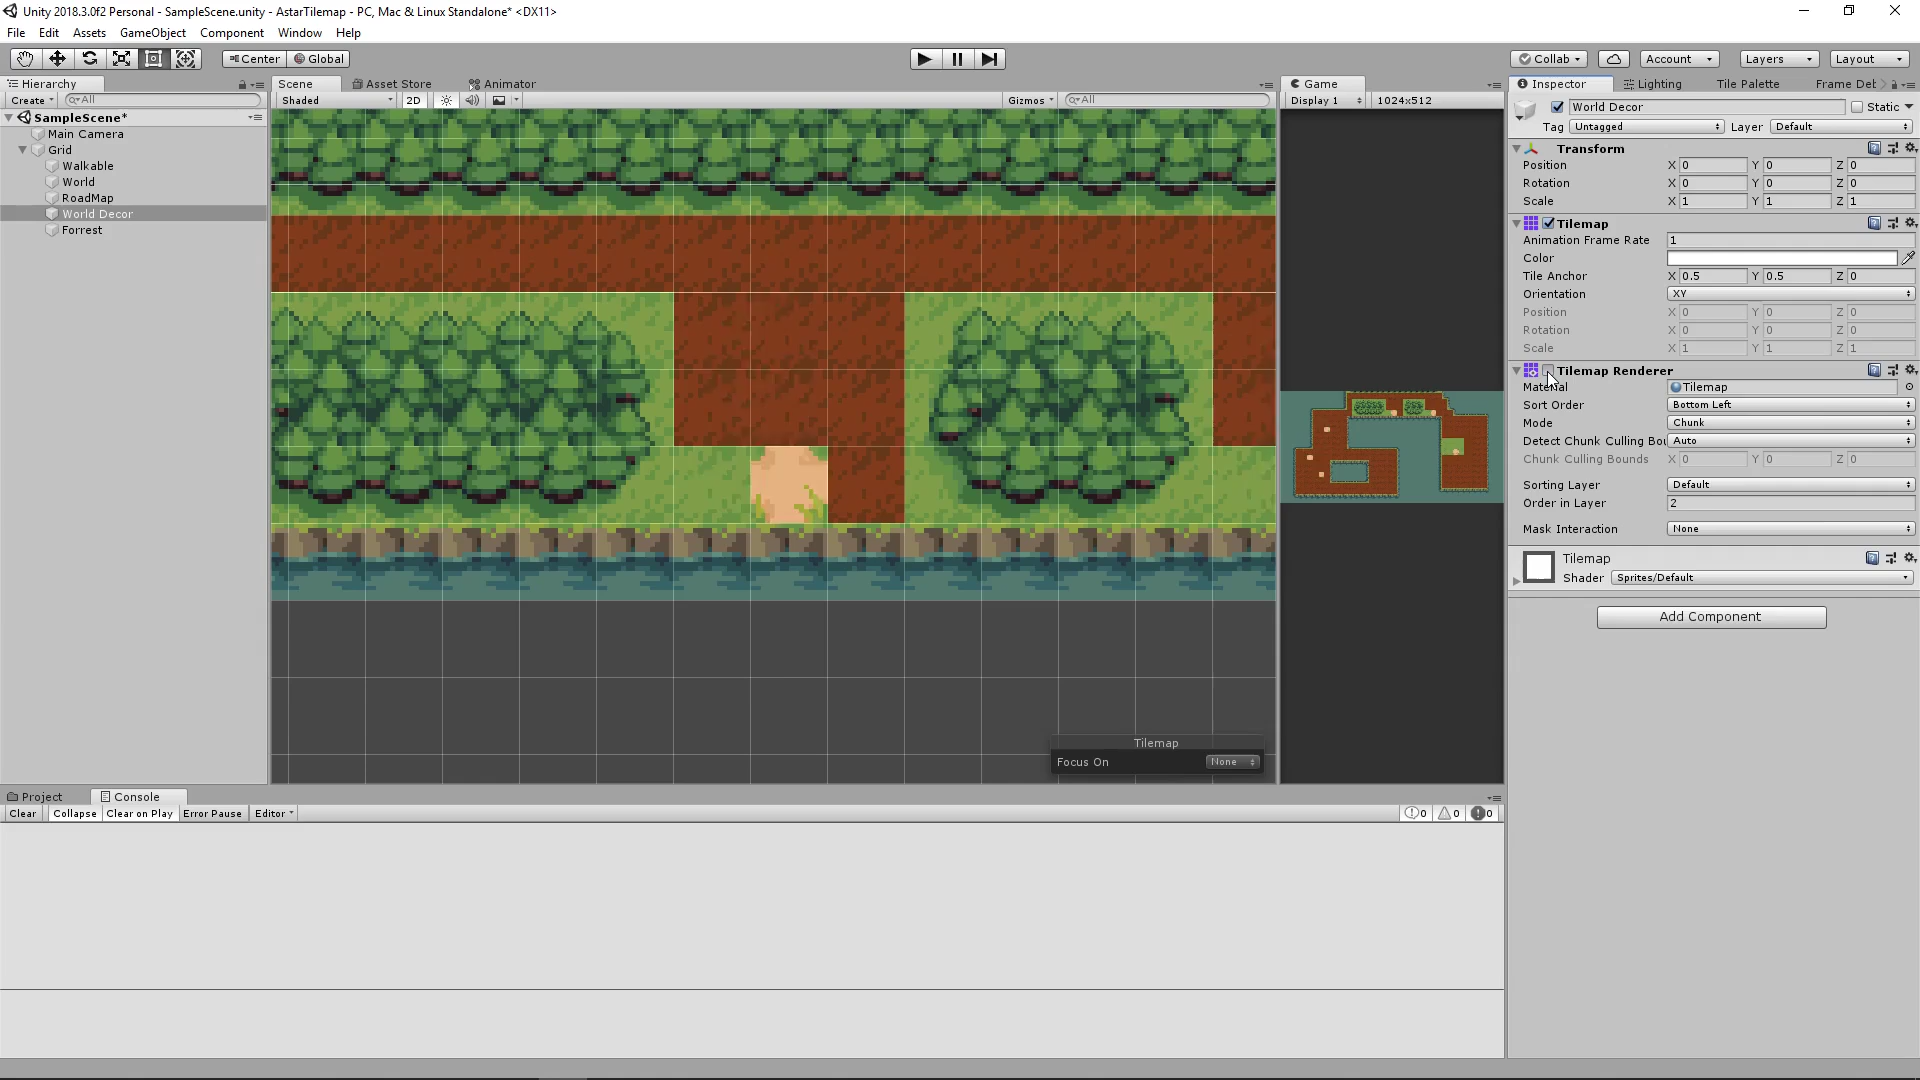 Unity 2018.3.0f2 Personal - SampleScene.unity - AstarTilemap - PC, Mac & Linux Standalone* <DX11>
File Edit Assets GameObject Component Window Help
Center Global Collab Account Layers Layout
Hierarchy Scene Asset Store Animator Game Inspector Lighting Tile Palette Frame Det
Create All Shaded 2D Gizmos All Display 1 1024x512
World Decor Static
SampleScene*
Main Camera
Grid
Walkable
World
RoadMap
World Decor
Forrest
Tag Untagged Layer Default
Transform
Position X 0 Y 0 Z 0
Rotation X 0 Y 0 Z 0
Scale X 1 Y 1 Z 1
Tilemap
Animation Frame Rate 1
Color
Tile Anchor X 0.5 Y 0.5 Z 0
Orientation XY
Position X 0 Y 0 Z 0
Rotation X 0 Y 0 Z 0
Scale X 1 Y 1 Z 1
Tilemap Renderer
Material Tilemap
Sort Order Bottom Left
Mode Chunk
Detect Chunk Culling Bou Auto
Chunk Culling Bounds X 0 Y 0 Z 0
Sorting Layer Default
Order in Layer 2
Mask Interaction None
Tilemap
Shader Sprites/Default
Add Component
Tilemap
Focus On None
Project Console
Clear Collapse Clear on Play Error Pause Editor 0 0 0